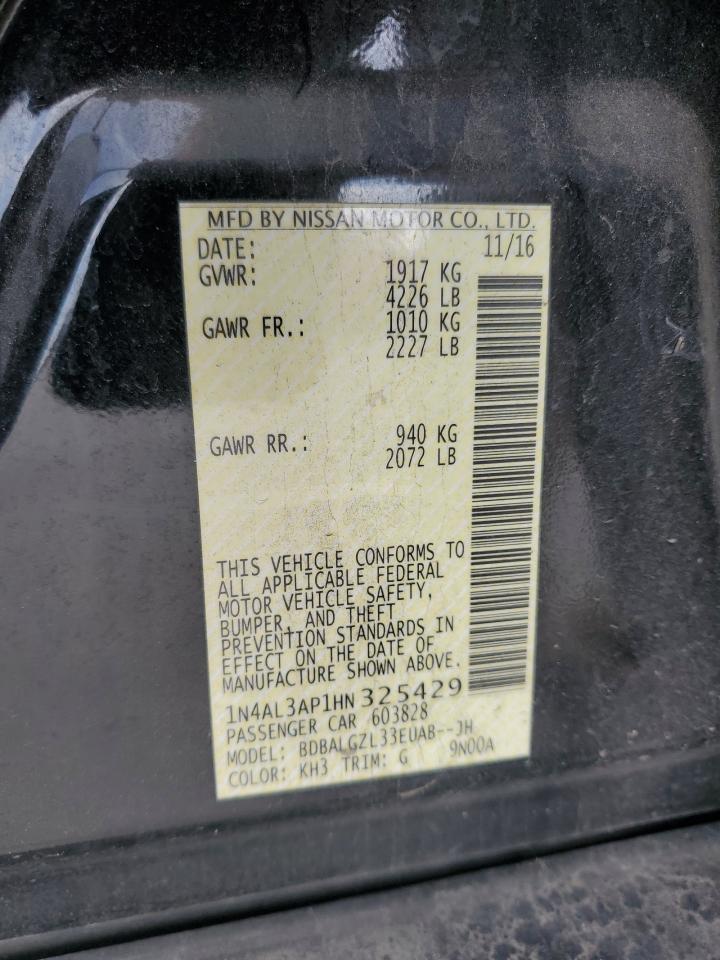 MFD BY NISSAN MOTOR CO., LTD.
DATE: 11/16
GVWR: 1917 KG
4226 LB
GAWR FR.: 1010 KG
2227 LB
GAWR RR.: 940 KG
2072 LB
THIS VEHICLE CONFORMS TO
ALL APPLICABLE FEDERAL
MOTOR VEHICLE SAFETY,
BUMPER, AND THEFT
PREVENTION STANDARDS IN
EFFECT ON THE DATE OF
MANUFACTURE SHOWN ABOVE.
1N4AL3AP1HN 325429
PASSENGER CAR 603828
MODEL: BDBALGZL33EUAB--JH
COLOR: KH3 TRIM: G 9N00A